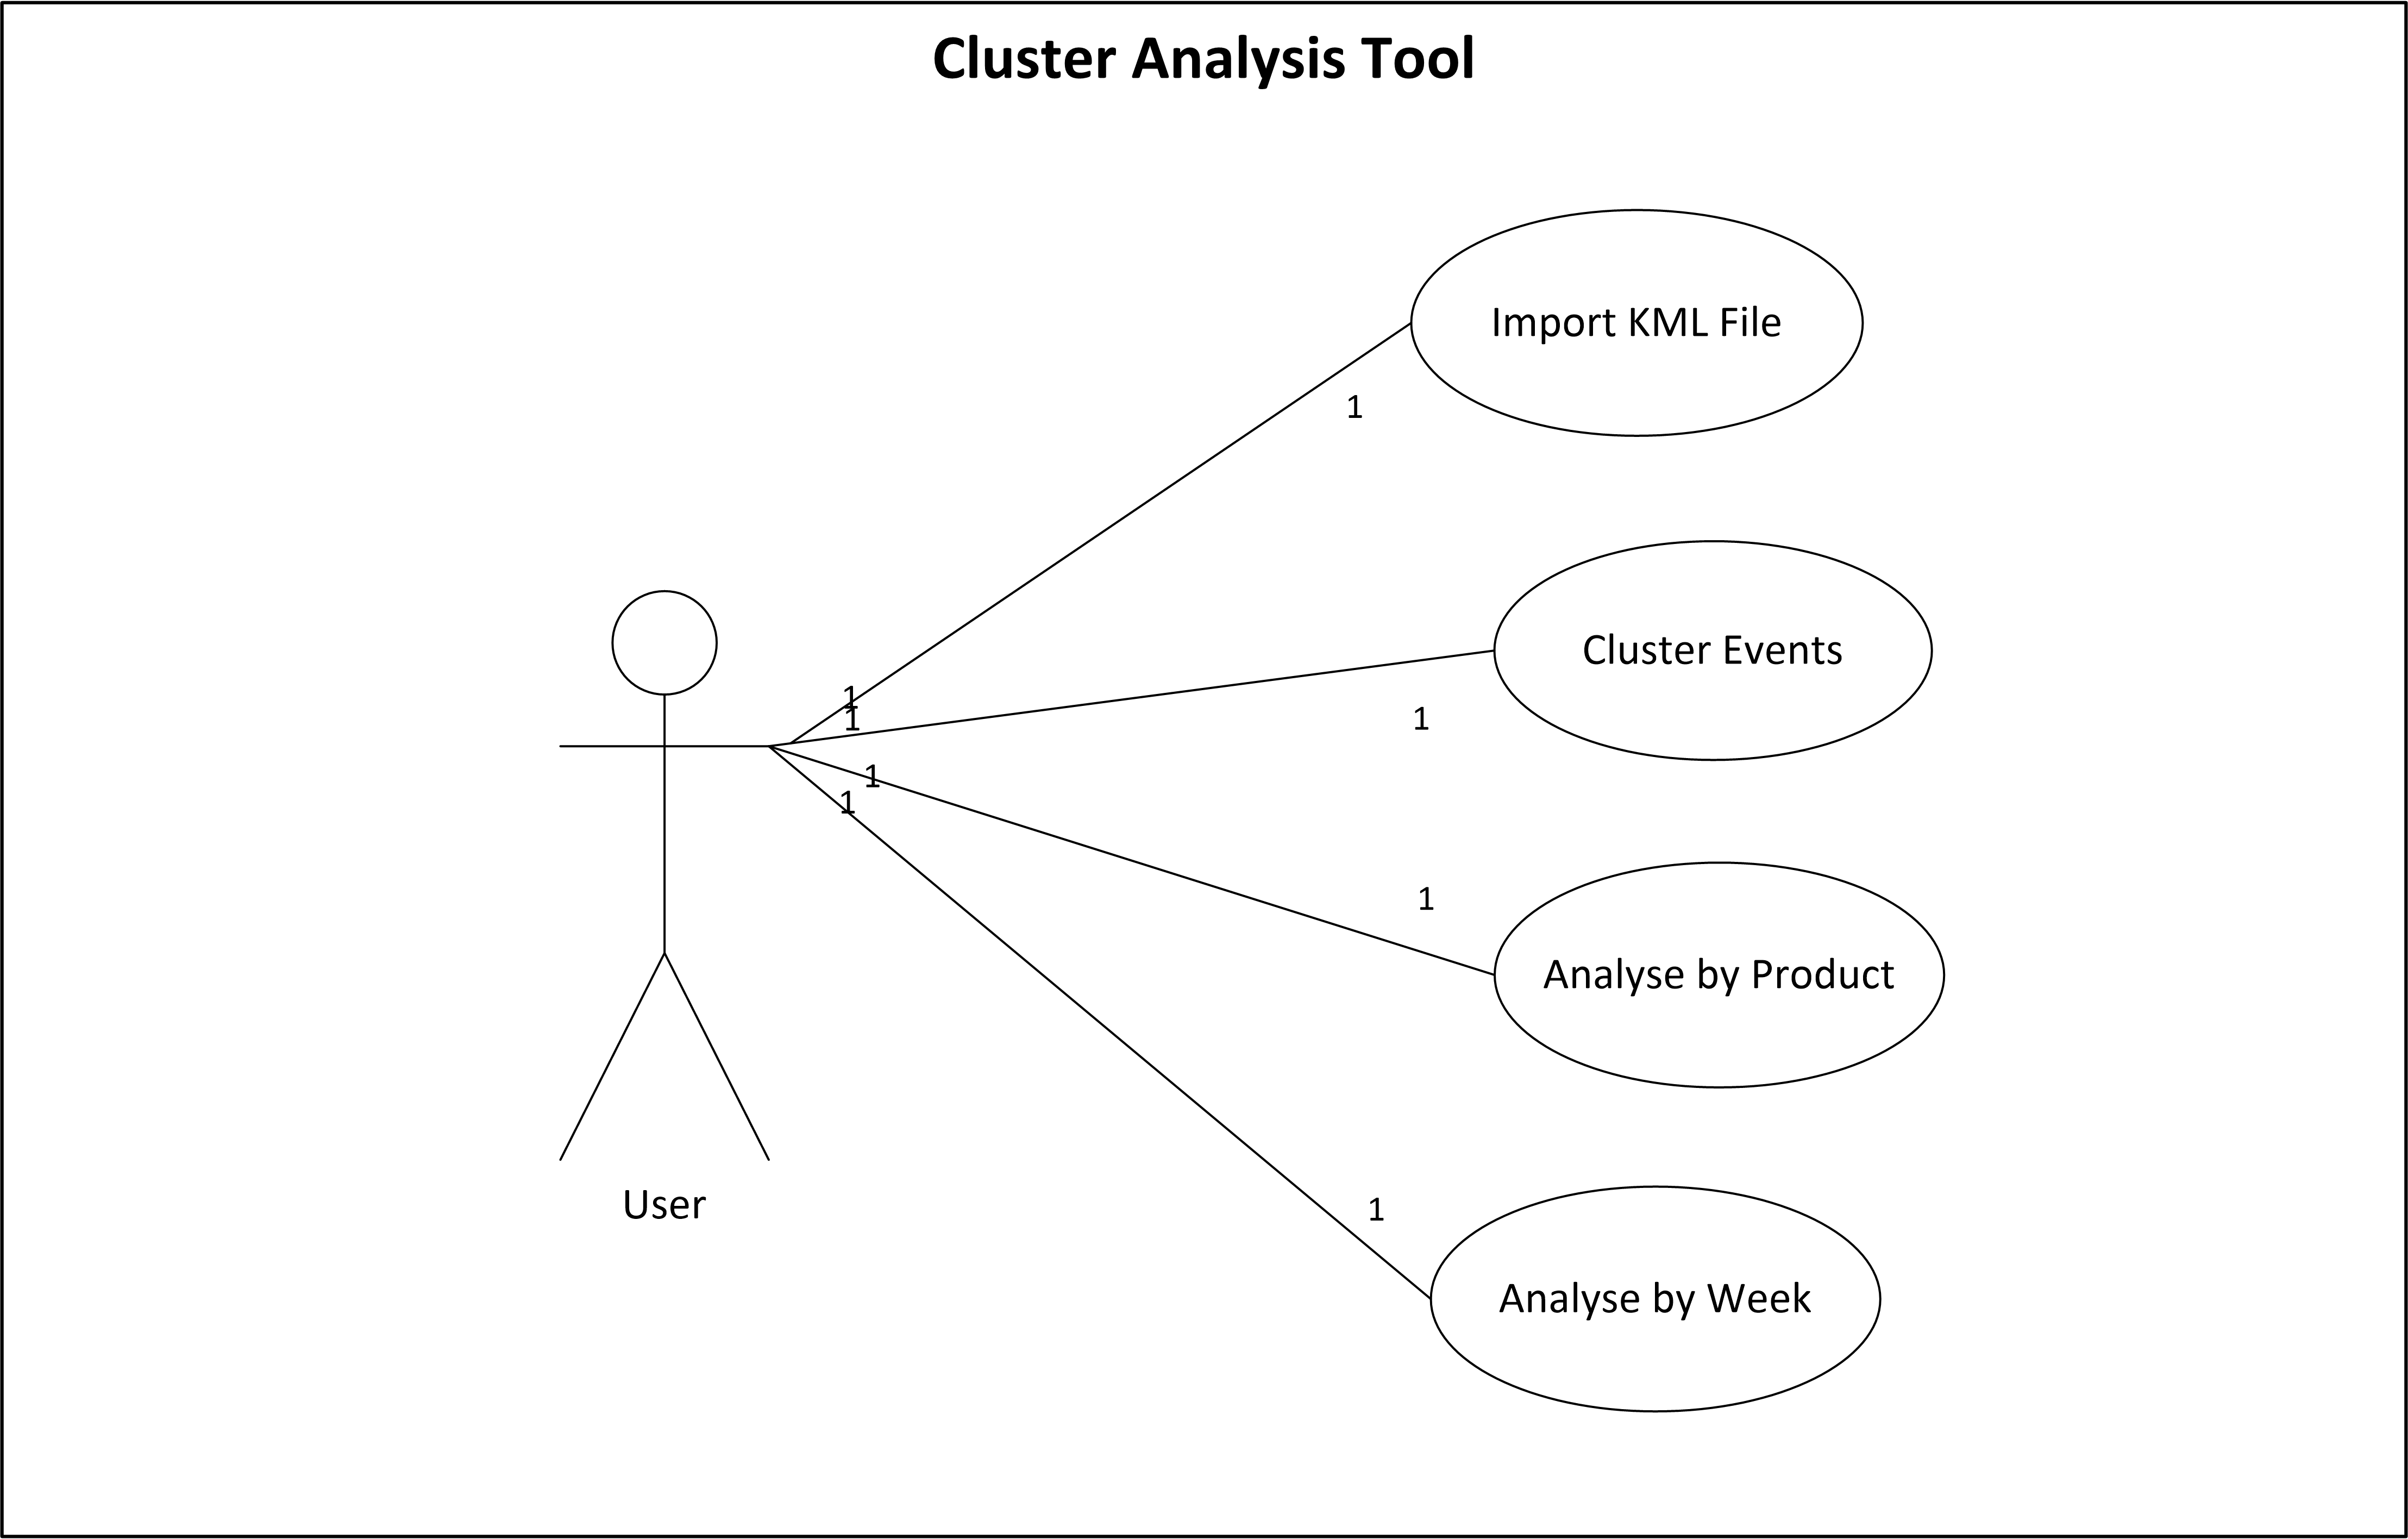 Cluster Analysis Tool
Import KML File
1
Cluster Events
1
1
1
1
1
Analyse by Product
1
User
1
Analyse by Week